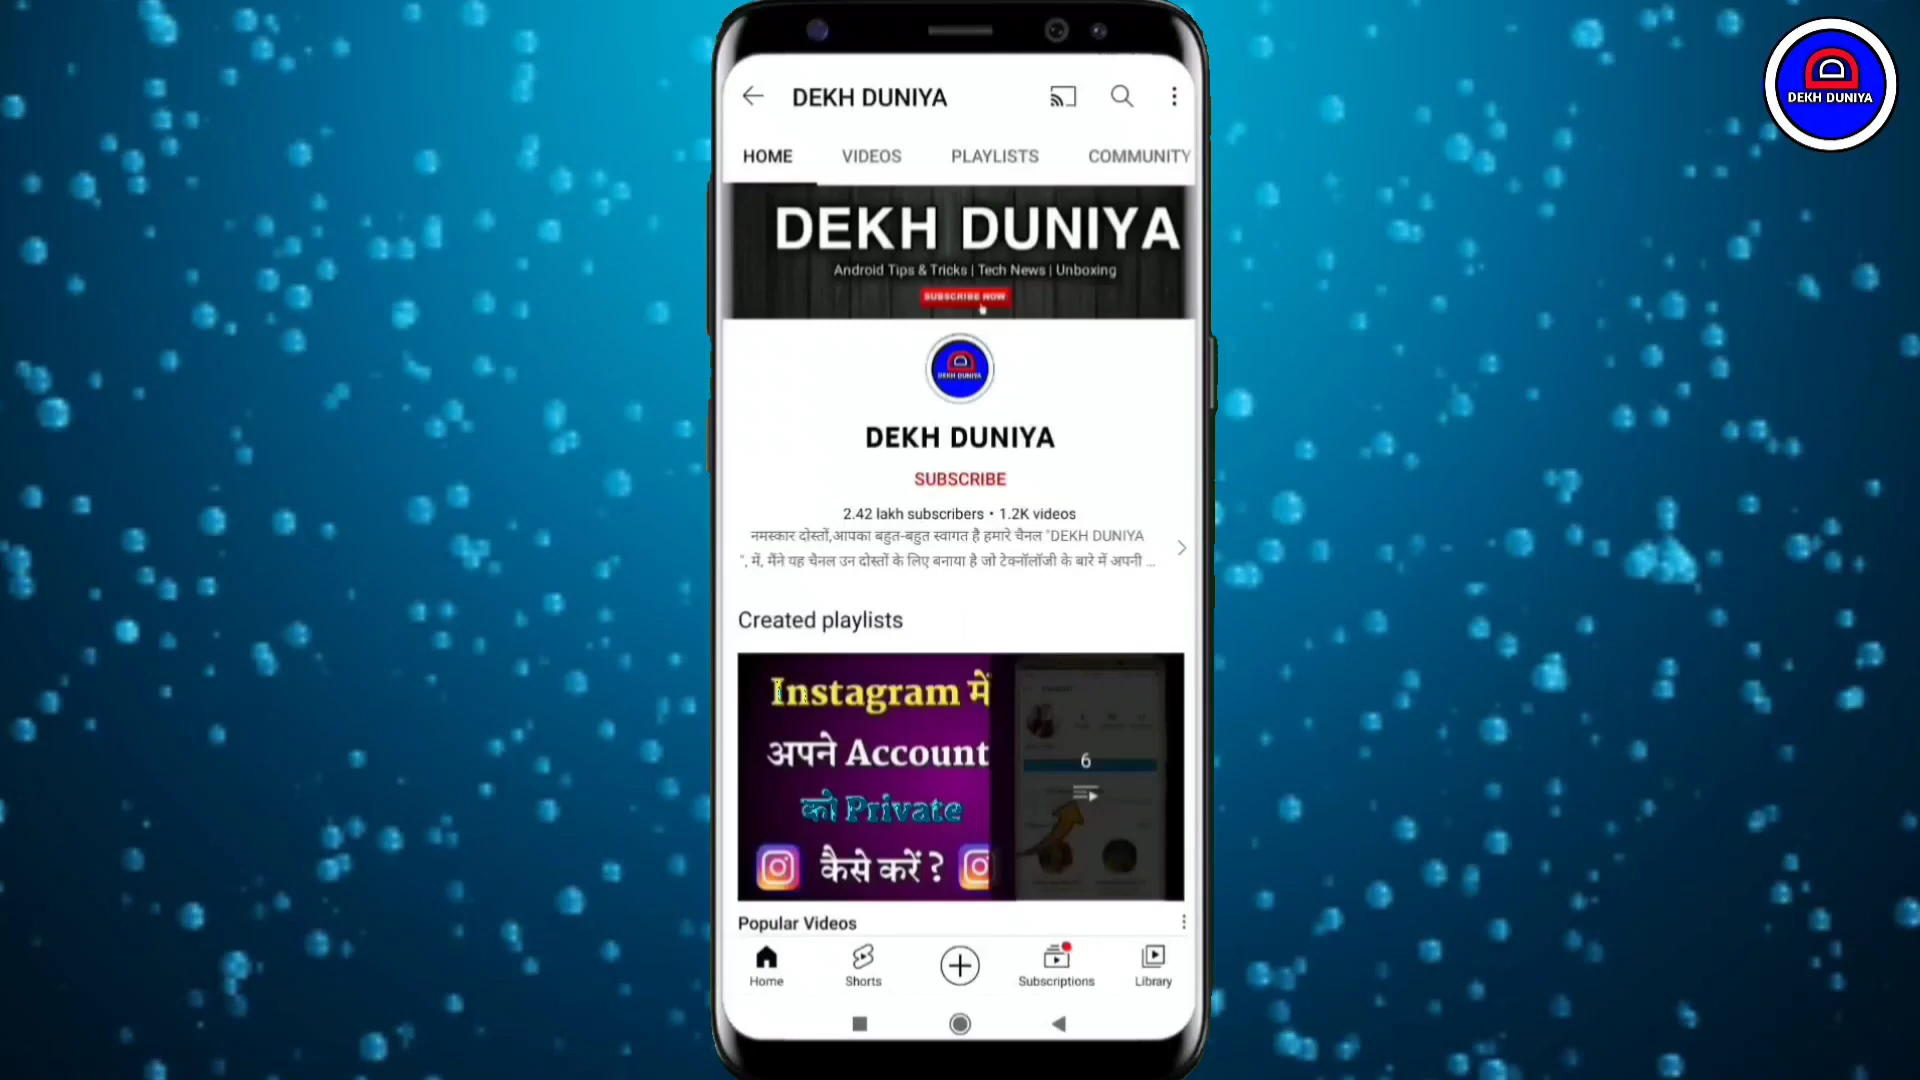 DEKH DUNIYA
DEKH DUNIYA
HOME VIDEOS PLAYLISTS COMMUNITY
DEKH DUNIYA
Android Tips & Tricks | Tech News | Unboxing
SUBSCRIBE NOW
DEKH DUNIYA
DEKH DUNIYA
SUBSCRIBE
2.42 lakh subscribers • 1.2K videos
नमस्कार दोस्तों,आपका बहुत-बहुत स्वागत है हमारे चैनल "DEKH DUNIYA
", में, मैंने यह चैनल उन दोस्तों के लिए बनाया है जो टेक्नॉलॉजी के बारे में अपनी ...
Created playlists
Instagram में
अपने Account
को Private
कैसे करें ?
6
Popular Videos
Home Shorts Subscriptions Library